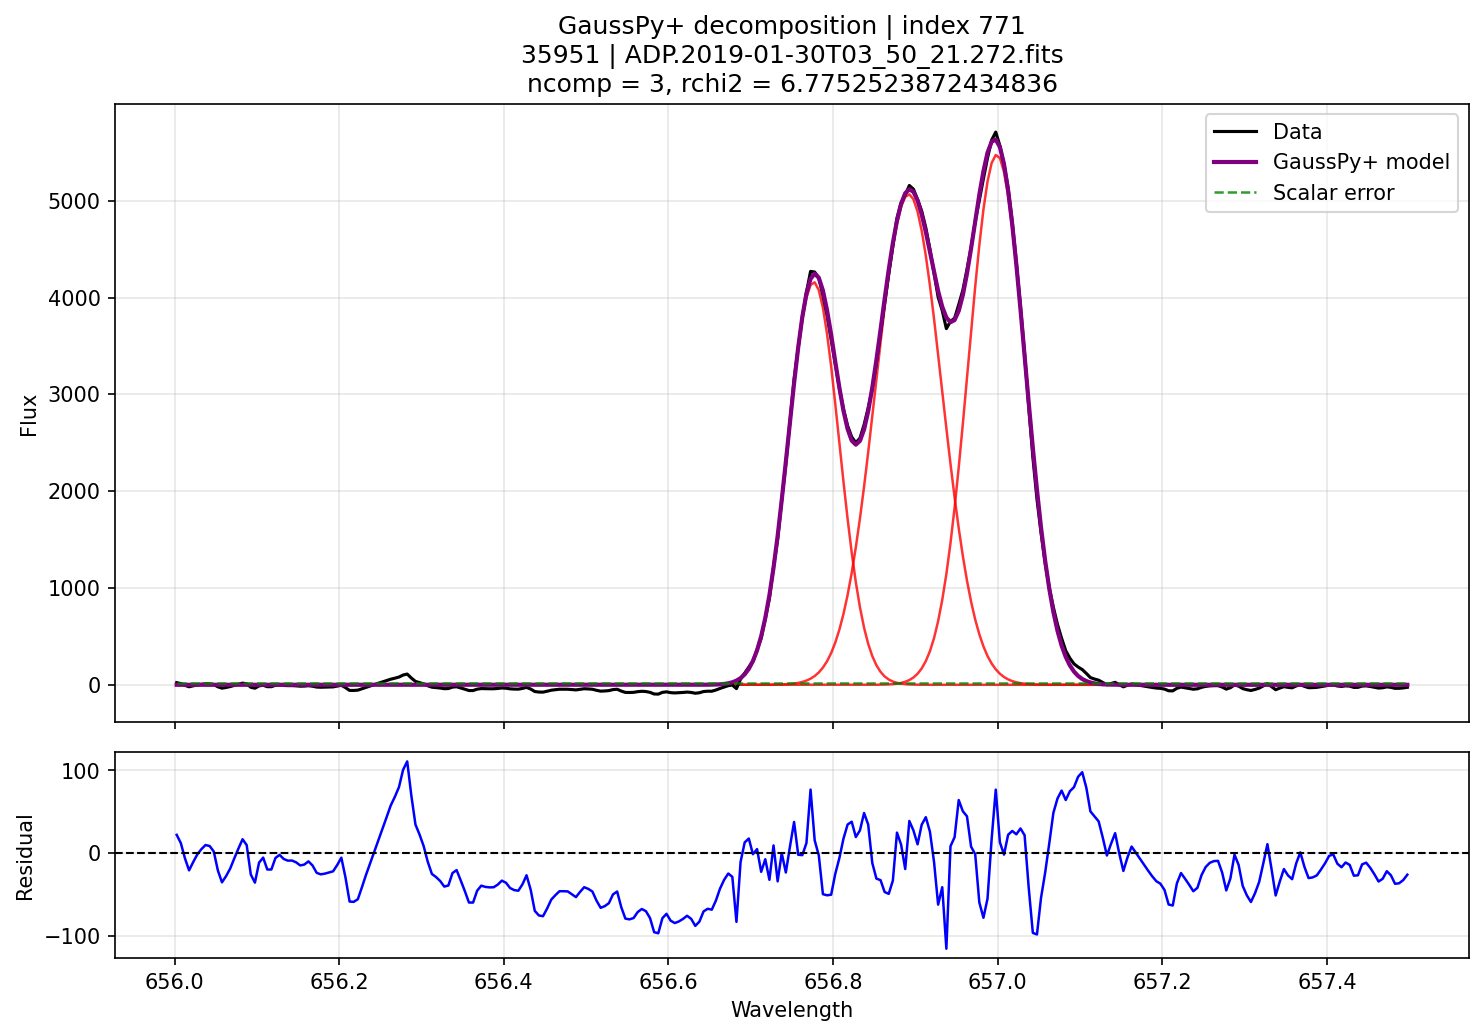 GaussPy+ decomposition | index 771
35951 | ADP.2019-01-30T03_50_21.272.fits
ncomp = 3, rchi2 = 6.7752523872434836
Data
GaussPy+ model
Scalar error
Flux
5000
4000
3000
2000
1000
0
Residual
100
0
−100
656.0 656.2 656.4 656.6 656.8 657.0 657.2 657.4
Wavelength